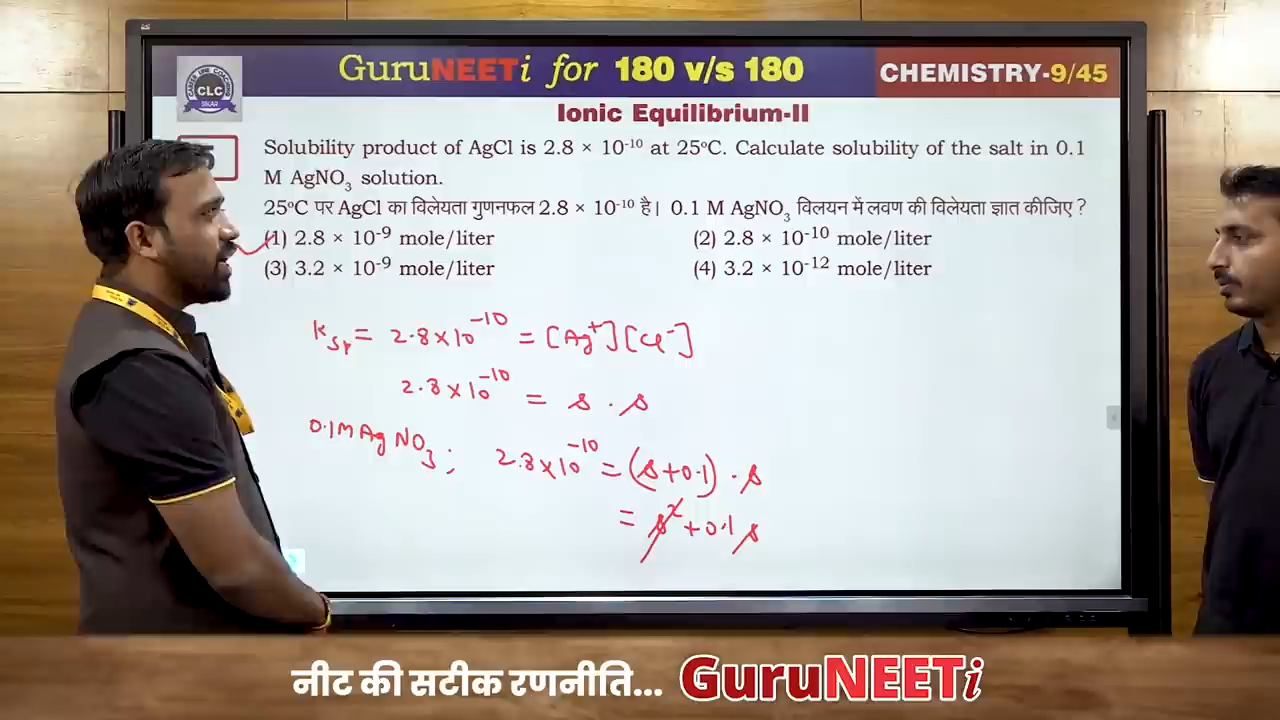 GuruNEETi for 180 v/s 180
CHEMISTRY-9/45
CLC
SIKAR
Ionic Equilibrium-II
Solubility product of AgCl is 2.8 × 10⁻¹⁰ at 25°C. Calculate solubility of the salt in 0.1
M AgNO₃ solution.
25°C पर AgCl का विलेयता गुणनफल 2.8 × 10⁻¹⁰ है। 0.1 M AgNO₃ विलयन में लवण की विलेयता ज्ञात कीजिए ?
(1) 2.8 × 10⁻⁹ mole/liter
(2) 2.8 × 10⁻¹⁰ mole/liter
(3) 3.2 × 10⁻⁹ mole/liter
(4) 3.2 × 10⁻¹² mole/liter
Ksp = 2.8×10⁻¹⁰ = [Ag⁺][Cl⁻]
2.8×10⁻¹⁰ = s . s
0.1M AgNO₃ ; 2.8×10⁻¹⁰ = (s+0.1) . s
= s² + 0.1 s
नीट की सटीक रणनीति... GuruNEETi